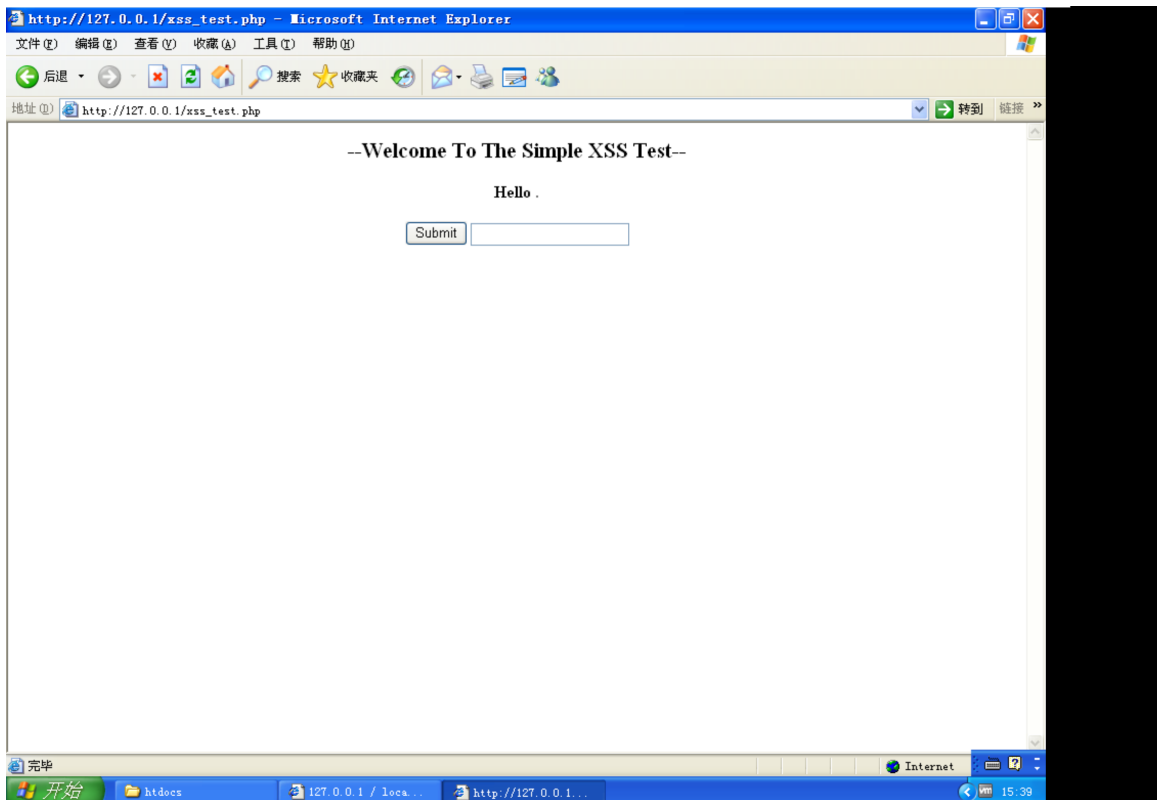 http://127.0.0.1/xss_test.php - Microsoft Internet Explorer
文件(F) 编辑(E) 查看(V) 收藏(A) 工具(T) 帮助(H)
后退 搜索 收藏夹
地址(D) http://127.0.0.1/xss_test.php 转到 链接 »
--Welcome To The Simple XSS Test--
Hello .
Submit
完毕 Internet
开始 htdocs 127.0.0.1 / loca... http://127.0.0.1... 15:39